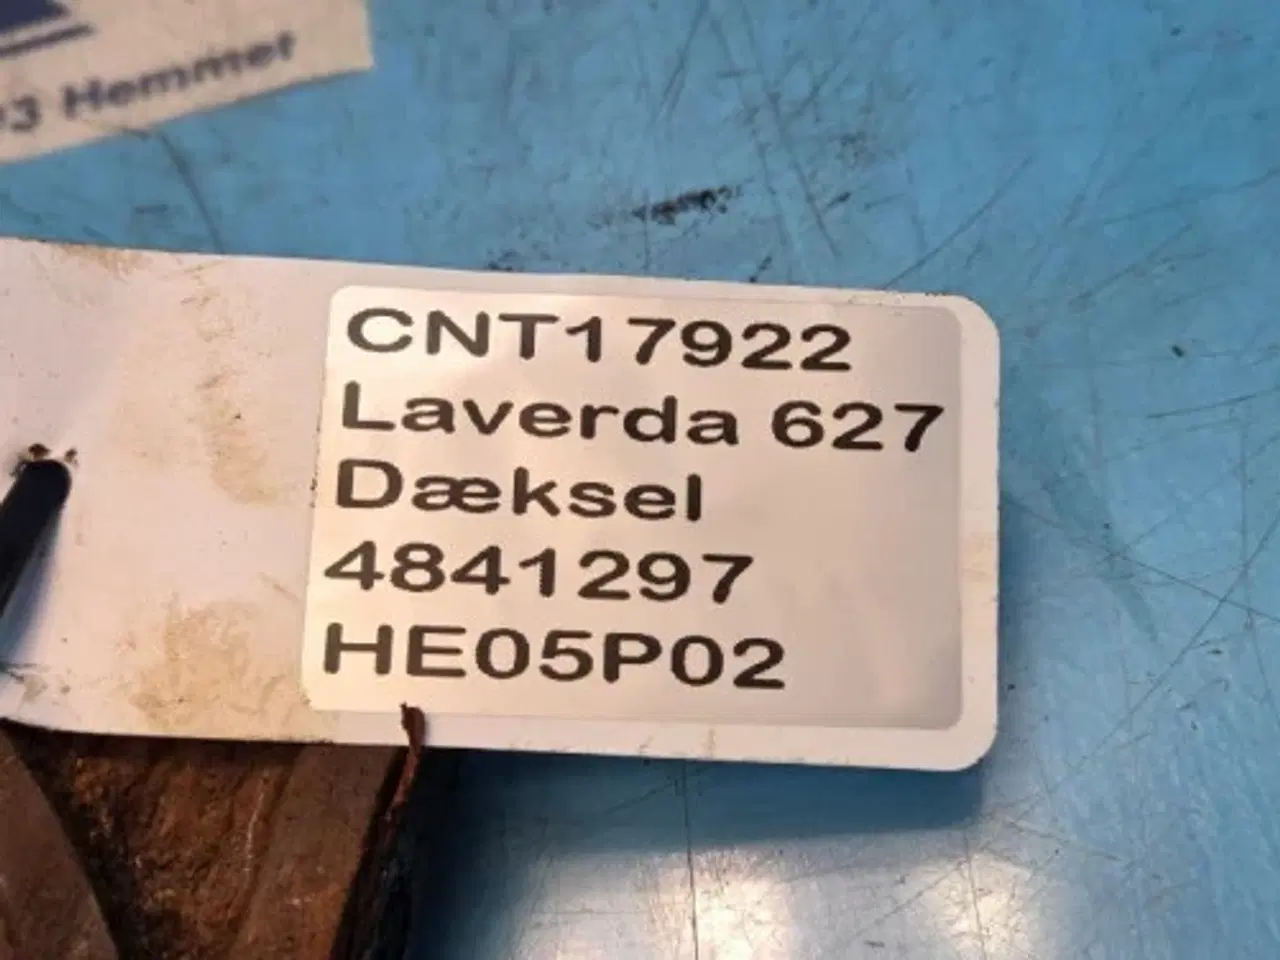 3 Hemmet
CNT17922
Laverda 627
Dæksel
4841297
HE05P02